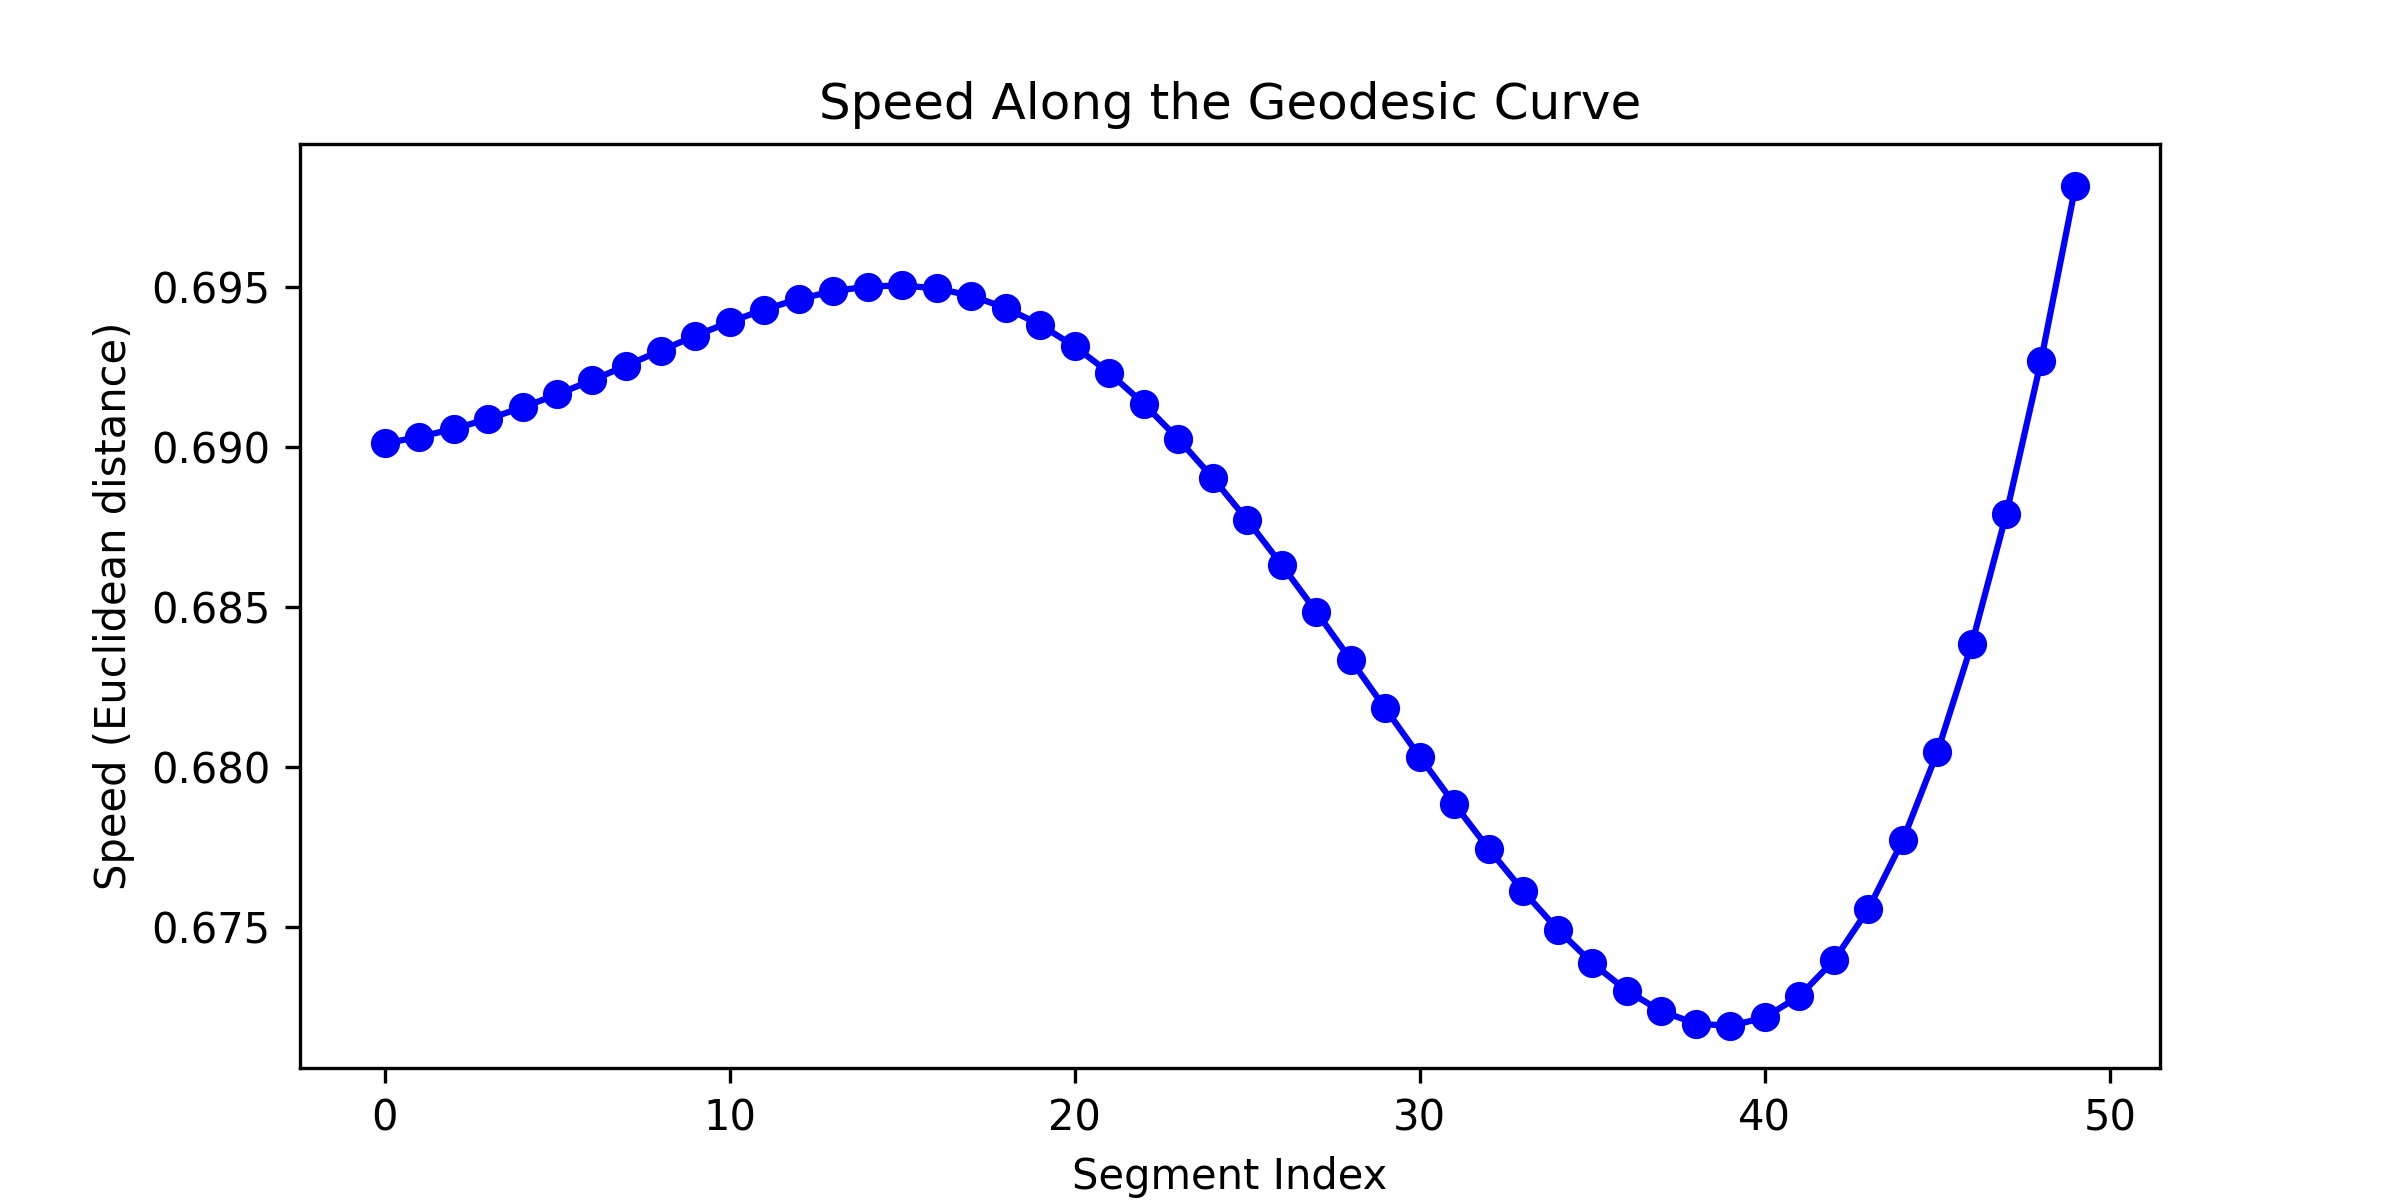 Speed Along the Geodesic Curve
Speed (Euclidean distance)
0.695
0.690
0.685
0.680
0.675
0 10 20 30 40 50
Segment Index